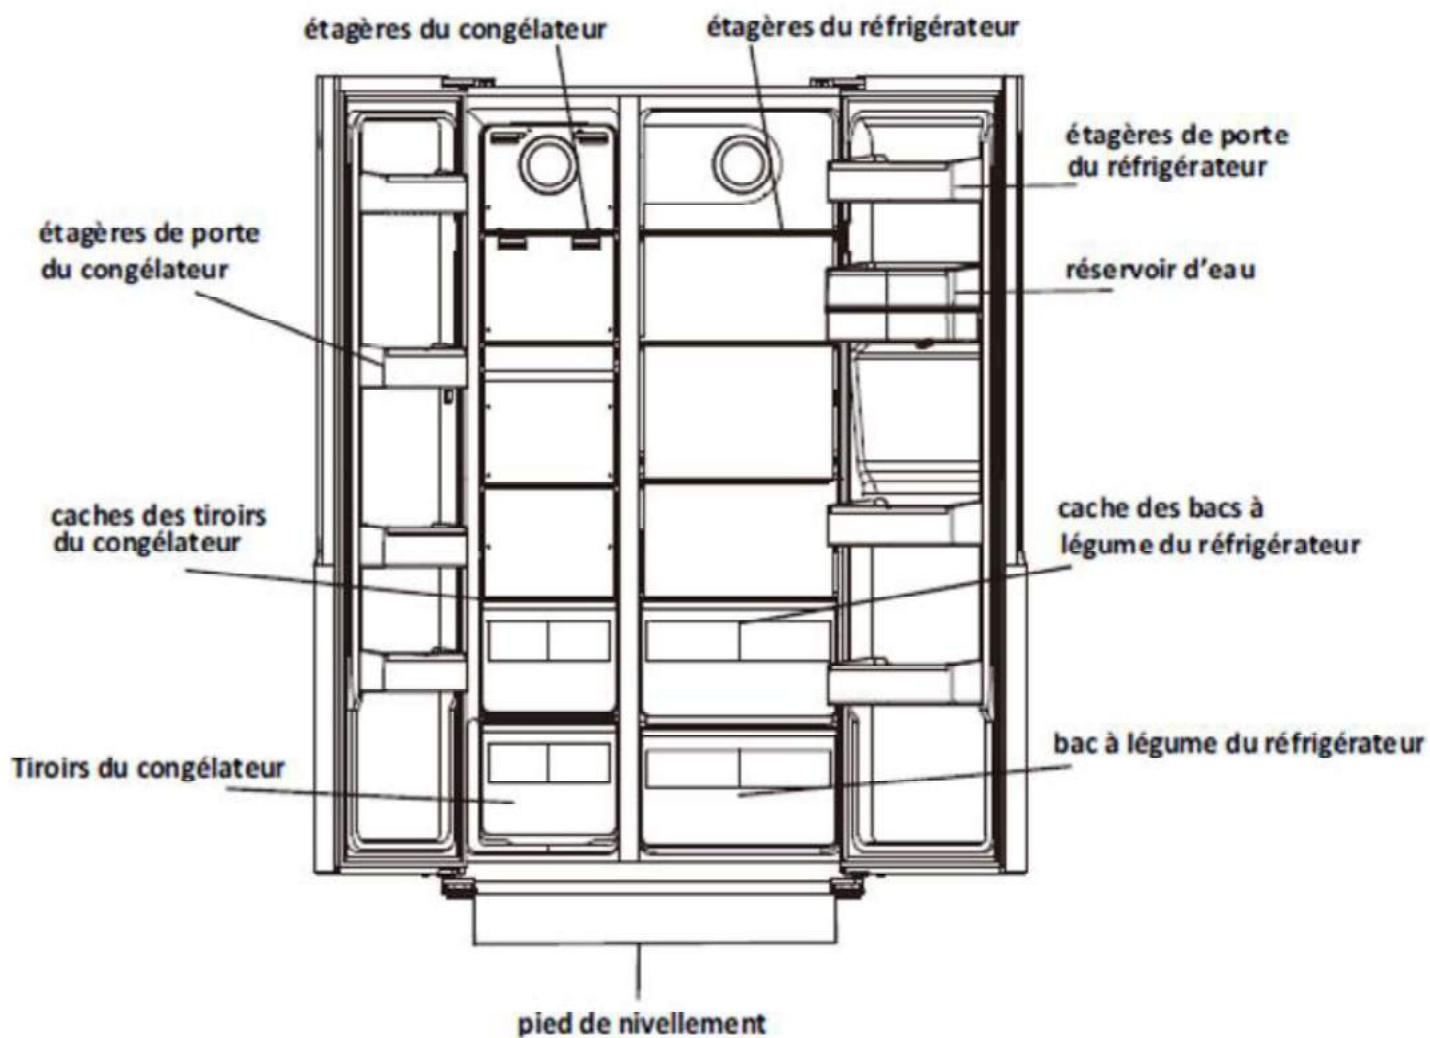 étagères du congélateur
étagères du réfrigérateur
étagères de porte
du réfrigérateur
étagères de porte
du congélateur
réservoir d'eau
caches des tiroirs
du congélateur
cache des bacs à
légume du réfrigérateur
Tiroirs du congélateur
bac à légume du réfrigérateur
pied de nivellement